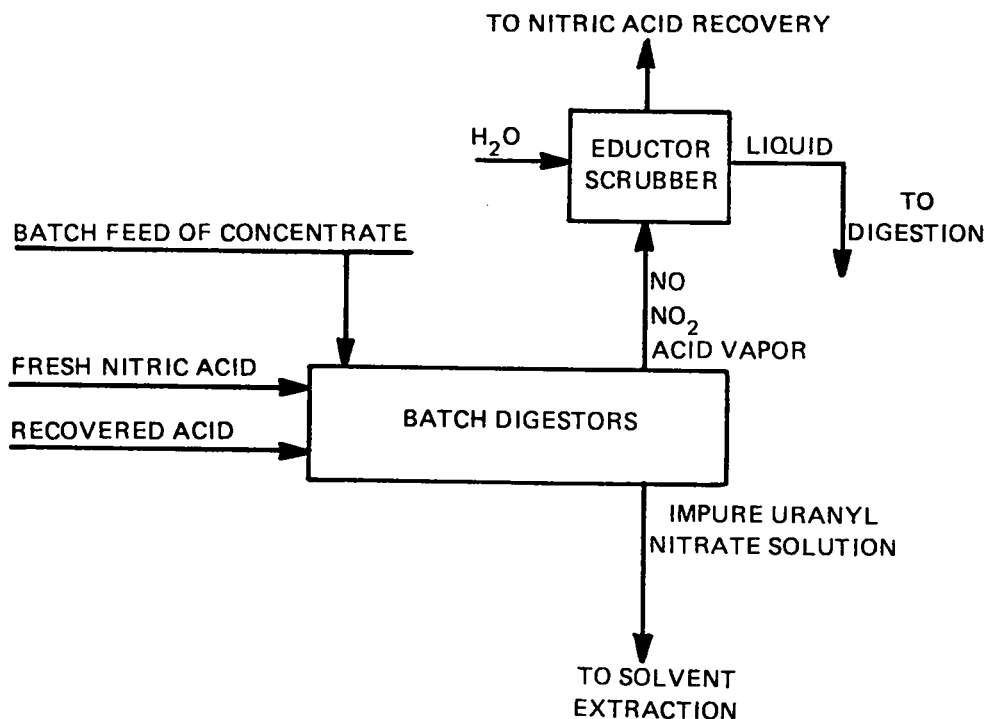 TO NITRIC ACID RECOVERY
H₂O
EDUCTOR
SCRUBBER
LIQUID
TO
DIGESTION
BATCH FEED OF CONCENTRATE
NO
NO₂
ACID VAPOR
FRESH NITRIC ACID
RECOVERED ACID
BATCH DIGESTORS
IMPURE URANYL
NITRATE SOLUTION
TO SOLVENT
EXTRACTION